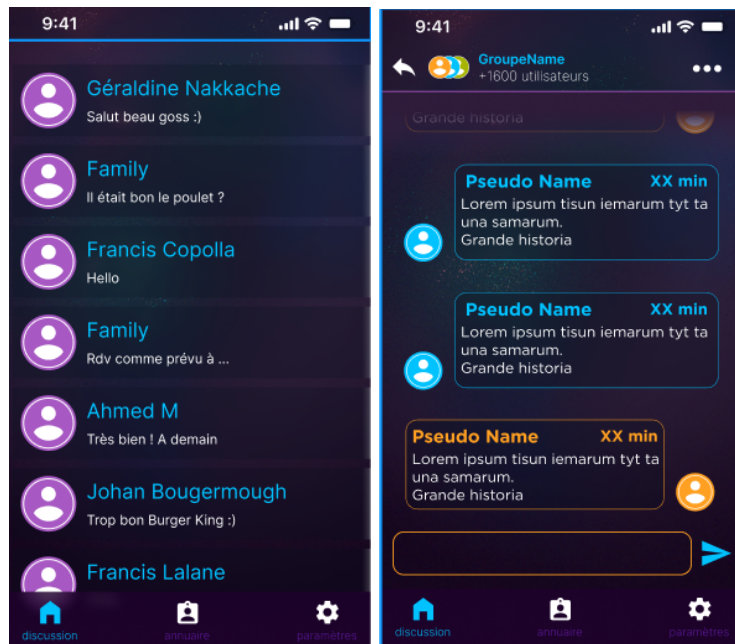 9:41
Géraldine Nakkache
Salut beau goss :)
Family
Il était bon le poulet ?
Francis Copolla
Hello
Family
Rdv comme prévu à ...
Ahmed M
Très bien ! A demain
Johan Bougermough
Trop bon Burger King :)
Francis Lalane
discussion
annuaire
paramètres
9:41
GroupeName
+1600 utilisateurs
Grande historia
Pseudo Name XX min
Lorem ipsum tisun iemarum tyt ta
una samarum.
Grande historia
Pseudo Name XX min
Lorem ipsum tisun iemarum tyt ta
una samarum.
Grande historia
Pseudo Name XX min
Lorem ipsum tisun iemarum tyt ta
una samarum.
Grande historia
discussion
annuaire
paramètres